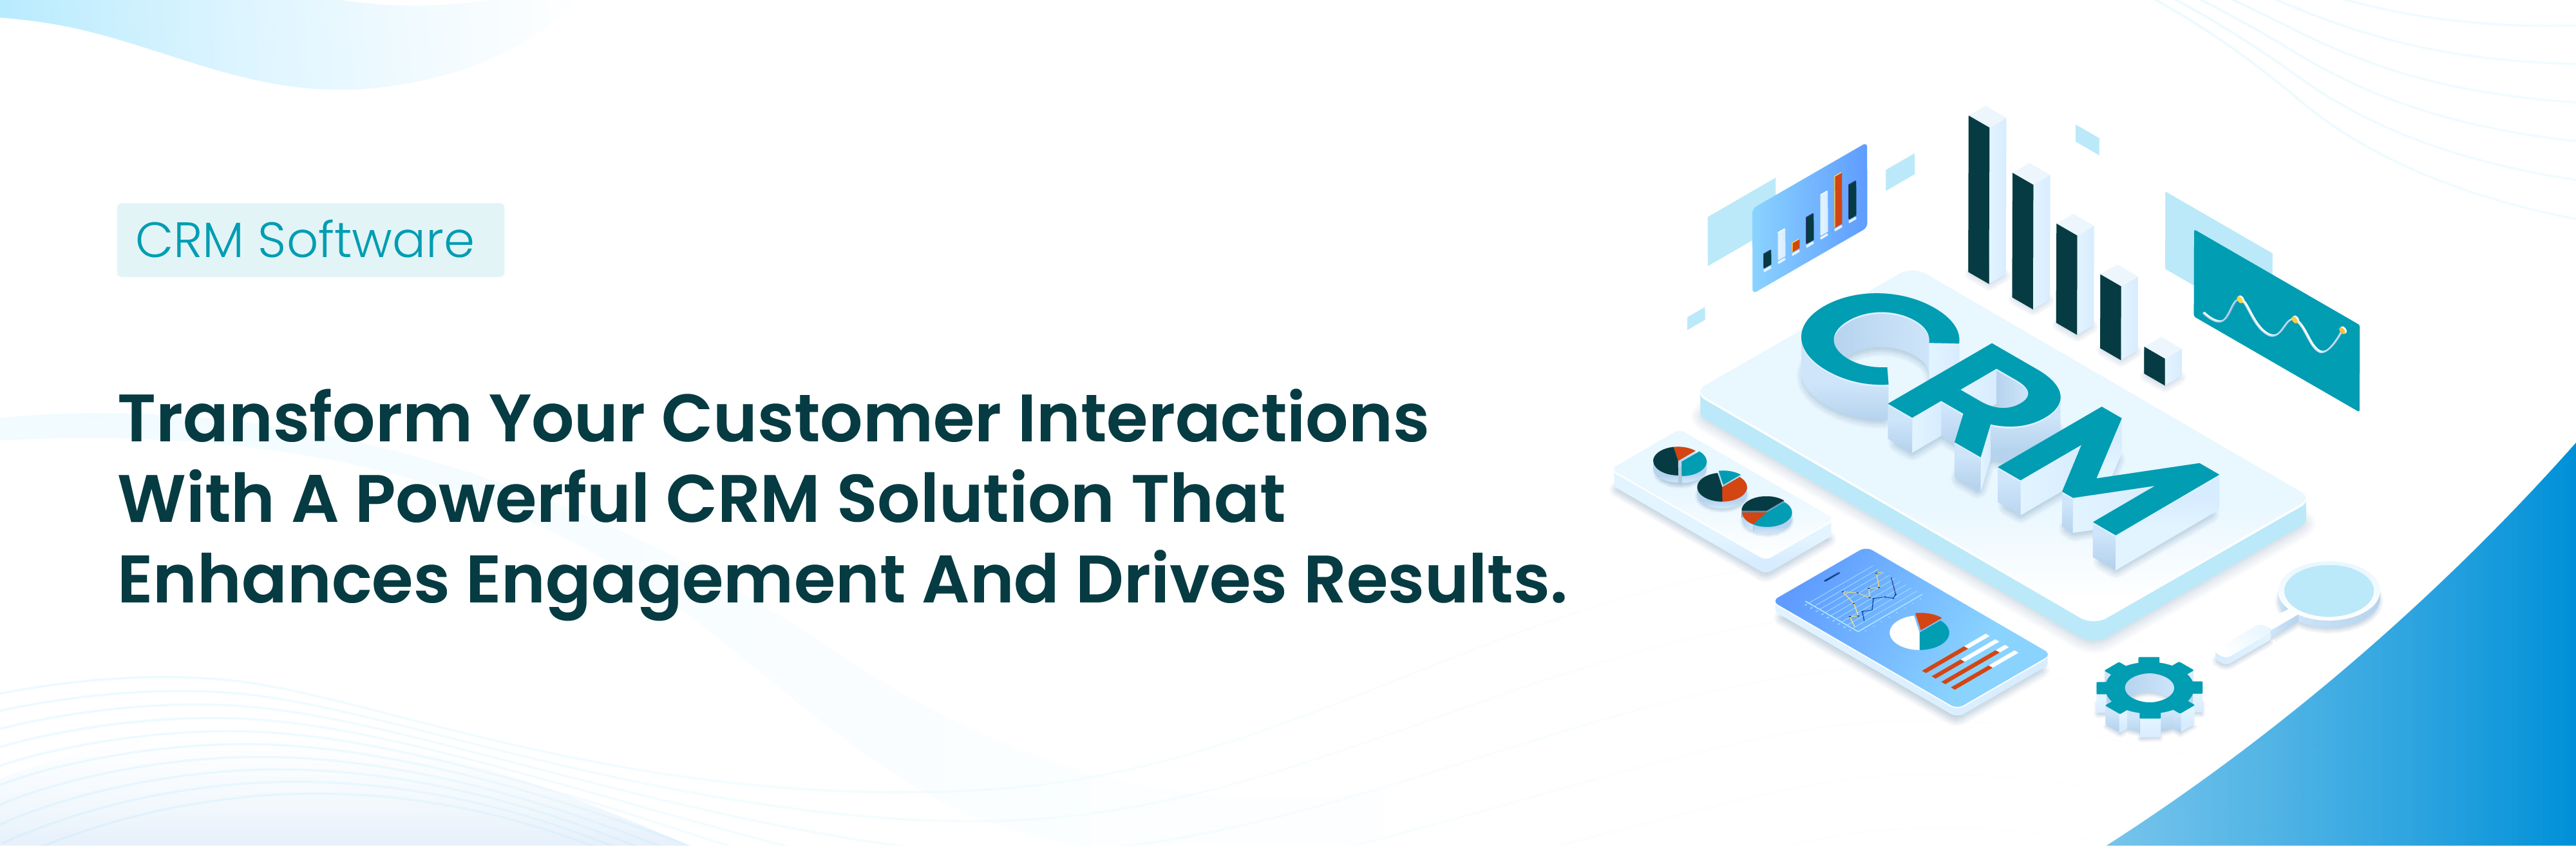 CRM Software
Transform Your Customer Interactions
With A Powerful CRM Solution That
Enhances Engagement And Drives Results.
CRM